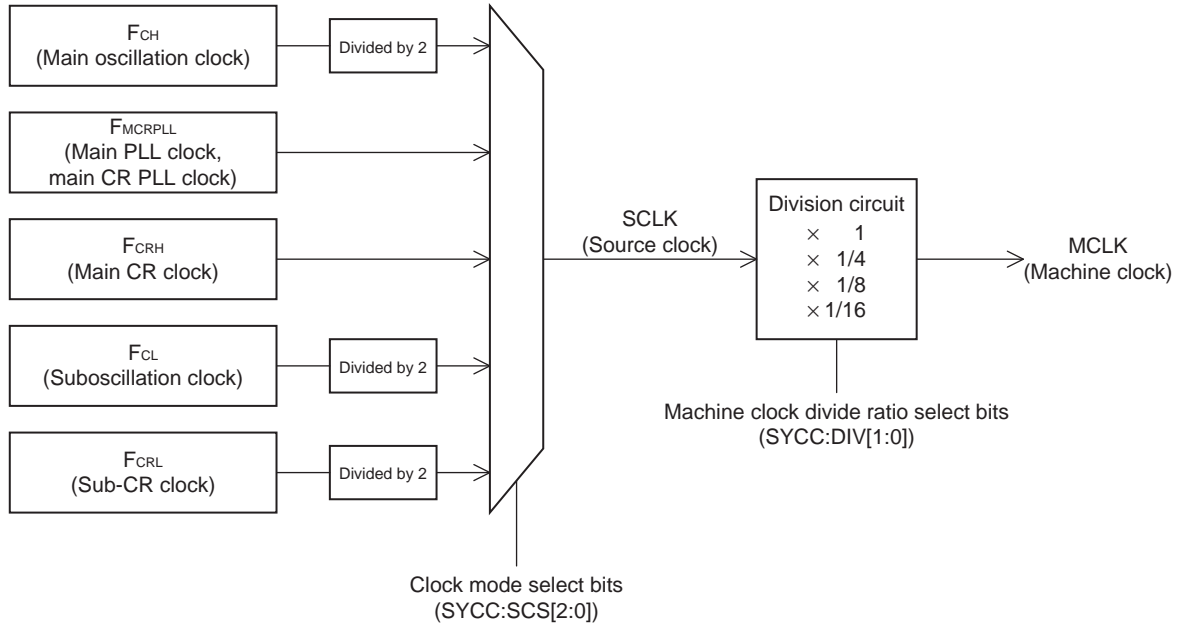 FCH
(Main oscillation clock)
Divided by 2
FMCRPLL
(Main PLL clock,
main CR PLL clock)
FCRH
(Main CR clock)
FCL
(Suboscillation clock)
Divided by 2
FCRL
(Sub-CR clock)
Divided by 2
Clock mode select bits
(SYCC:SCS[2:0])
SCLK
(Source clock)
Division circuit
× 1
× 1/4
× 1/8
× 1/16
Machine clock divide ratio select bits
(SYCC:DIV[1:0])
MCLK
(Machine clock)